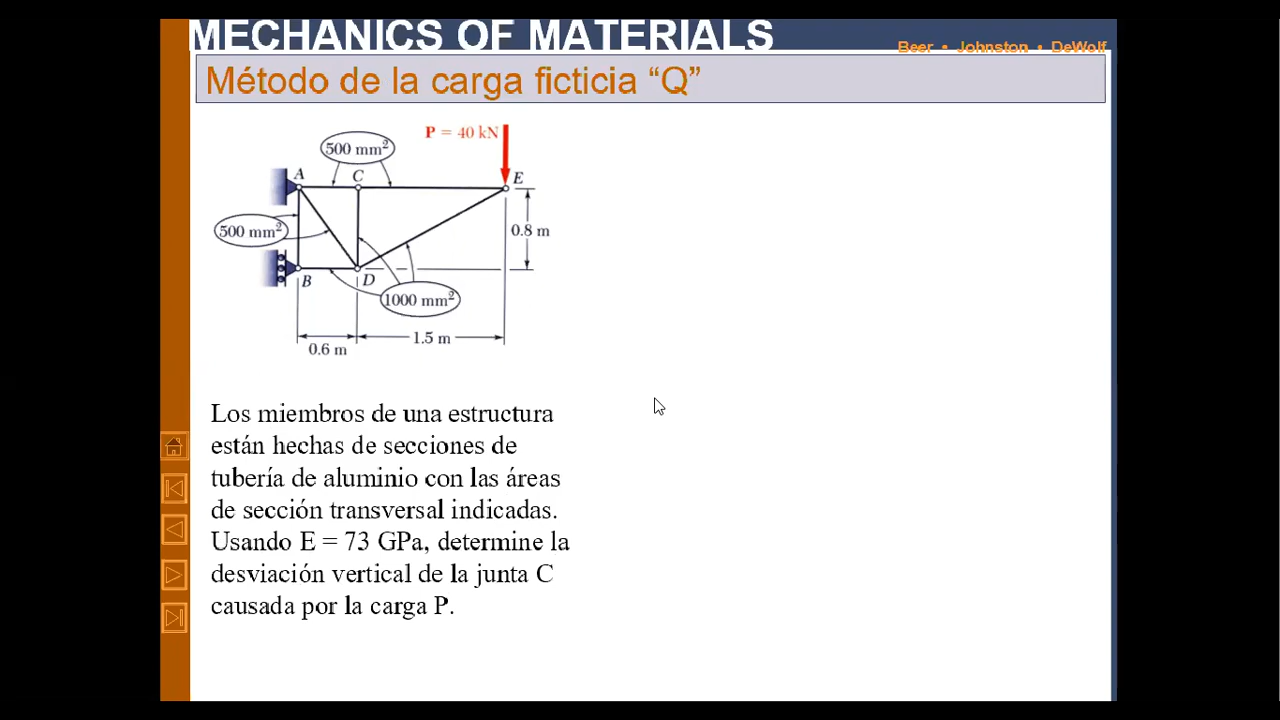 MECHANICS OF MATERIALS
Beer • Johnston • DeWolf
Método de la carga ficticia “Q”
P = 40 kN
500 mm²
A
C
E
500 mm²
0.8 m
B
D
1000 mm²
1.5 m
0.6 m
Los miembros de una estructura
están hechas de secciones de
tubería de aluminio con las áreas
de sección transversal indicadas.
Usando E = 73 GPa, determine la
desviación vertical de la junta C
causada por la carga P.